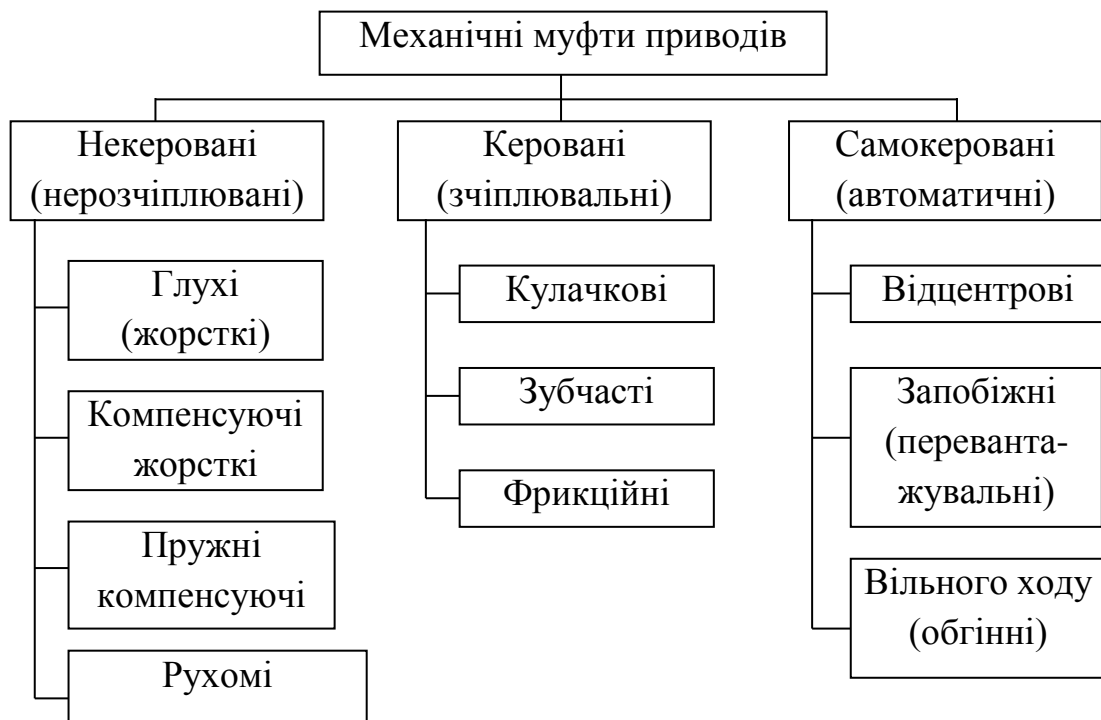 Механічні муфти приводів
Некеровані
(нерозчіплювані)
Глухі
(жорсткі)
Компенсуючі
жорсткі
Пружні
компенсуючі
Рухомі
Керовані
(зчіплювальні)
Кулачкові
Зубчасті
Фрикційні
Самокеровані
(автоматичні)
Відцентрові
Запобіжні
(перевanta-
жувальні)
Вільного ходу
(обгінні)